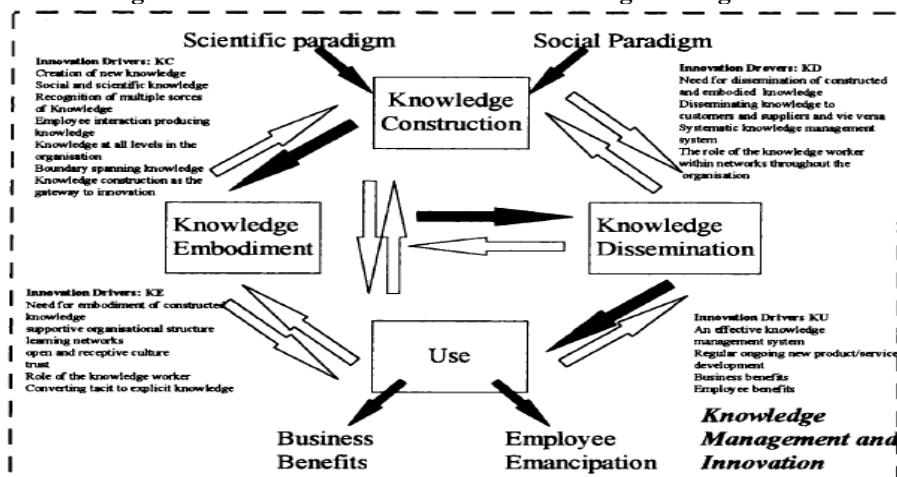 Scientific paradigm
Social Paradigm
Innovation Drivers: KC
Creation of new knowledge
Social and scientific knowledge
Recognition of multiple sorces
of Knowledge
Employee interaction producing
knowledge
Knowledge at all levels in the
organisation
Boundary spanning knowledge
Knowledge construction as the
gateway to innovation
Knowledge
Construction
Innovation Drovers: KD
Need for dissemination of constructed
and embodied knowledge
Disseminating knowledge to
customers and suppliers and vie versa
Systematic knowledge management
system
The role of the knowledge worker
within networks throughout the
organisation
Knowledge
Embodiment
Knowledge
Dissemination
Innovation Drivers: KE
Need for embodiment of constructed
knowledge
supportive organisational structure
learning networks
open and receptive culture
trust
Role of the knowledge worker
Converting tacit to explicit knowledge
Use
Innovation Drivers KU
An effective knowledge
management system
Regular ongoing new product/service
development
Business benefits
Employee benefits
Business
Benefits
Employee
Emancipation
Knowledge
Management and
Innovation